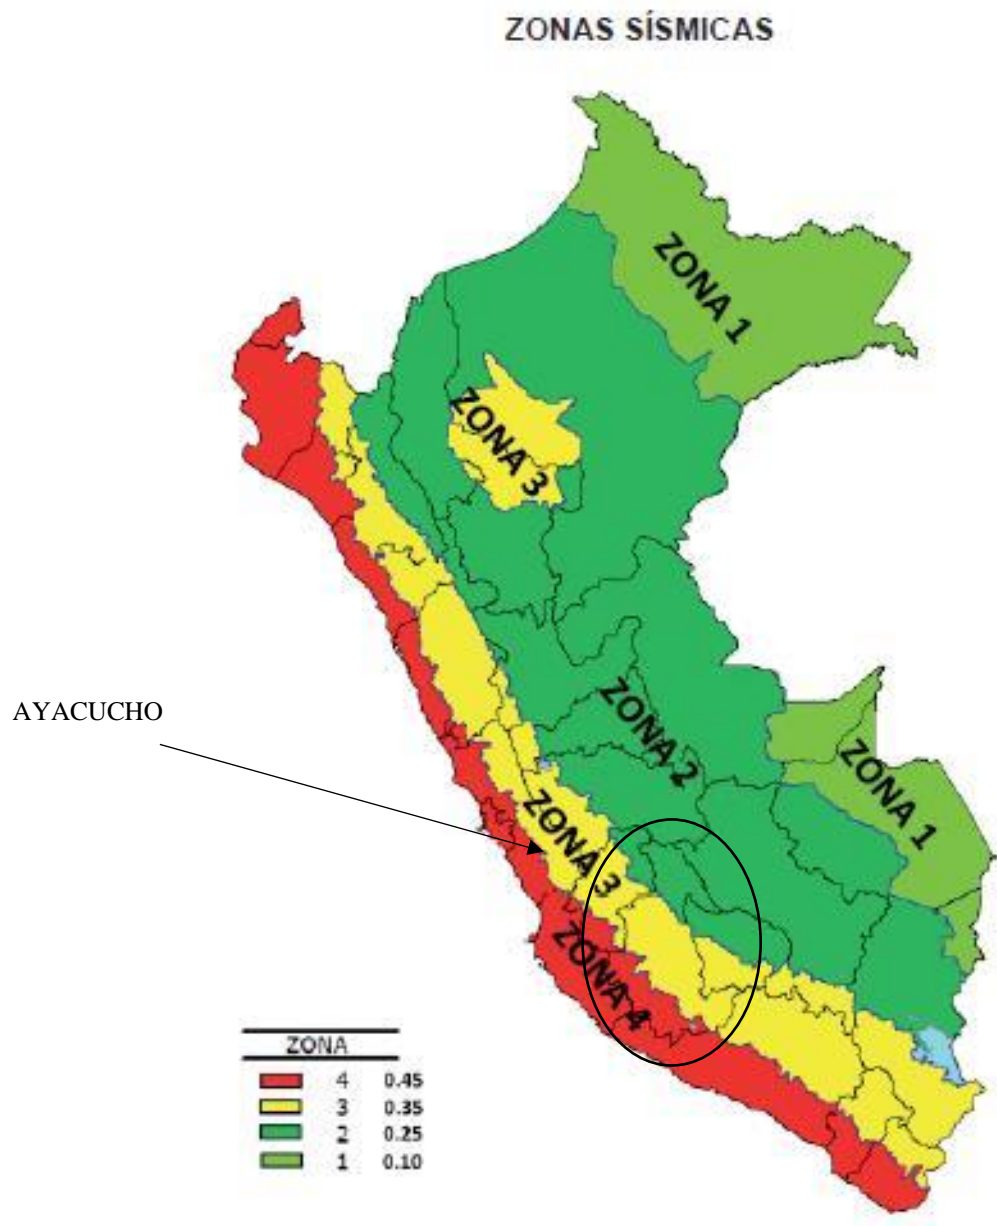 ZONAS SÍSMICAS
ZONA 1
ZONA 3
AYACUCHO
ZONA 2
ZONA 1
ZONA 3
ZONA 4
ZONA
4 0.45
3 0.35
2 0.25
1 0.10